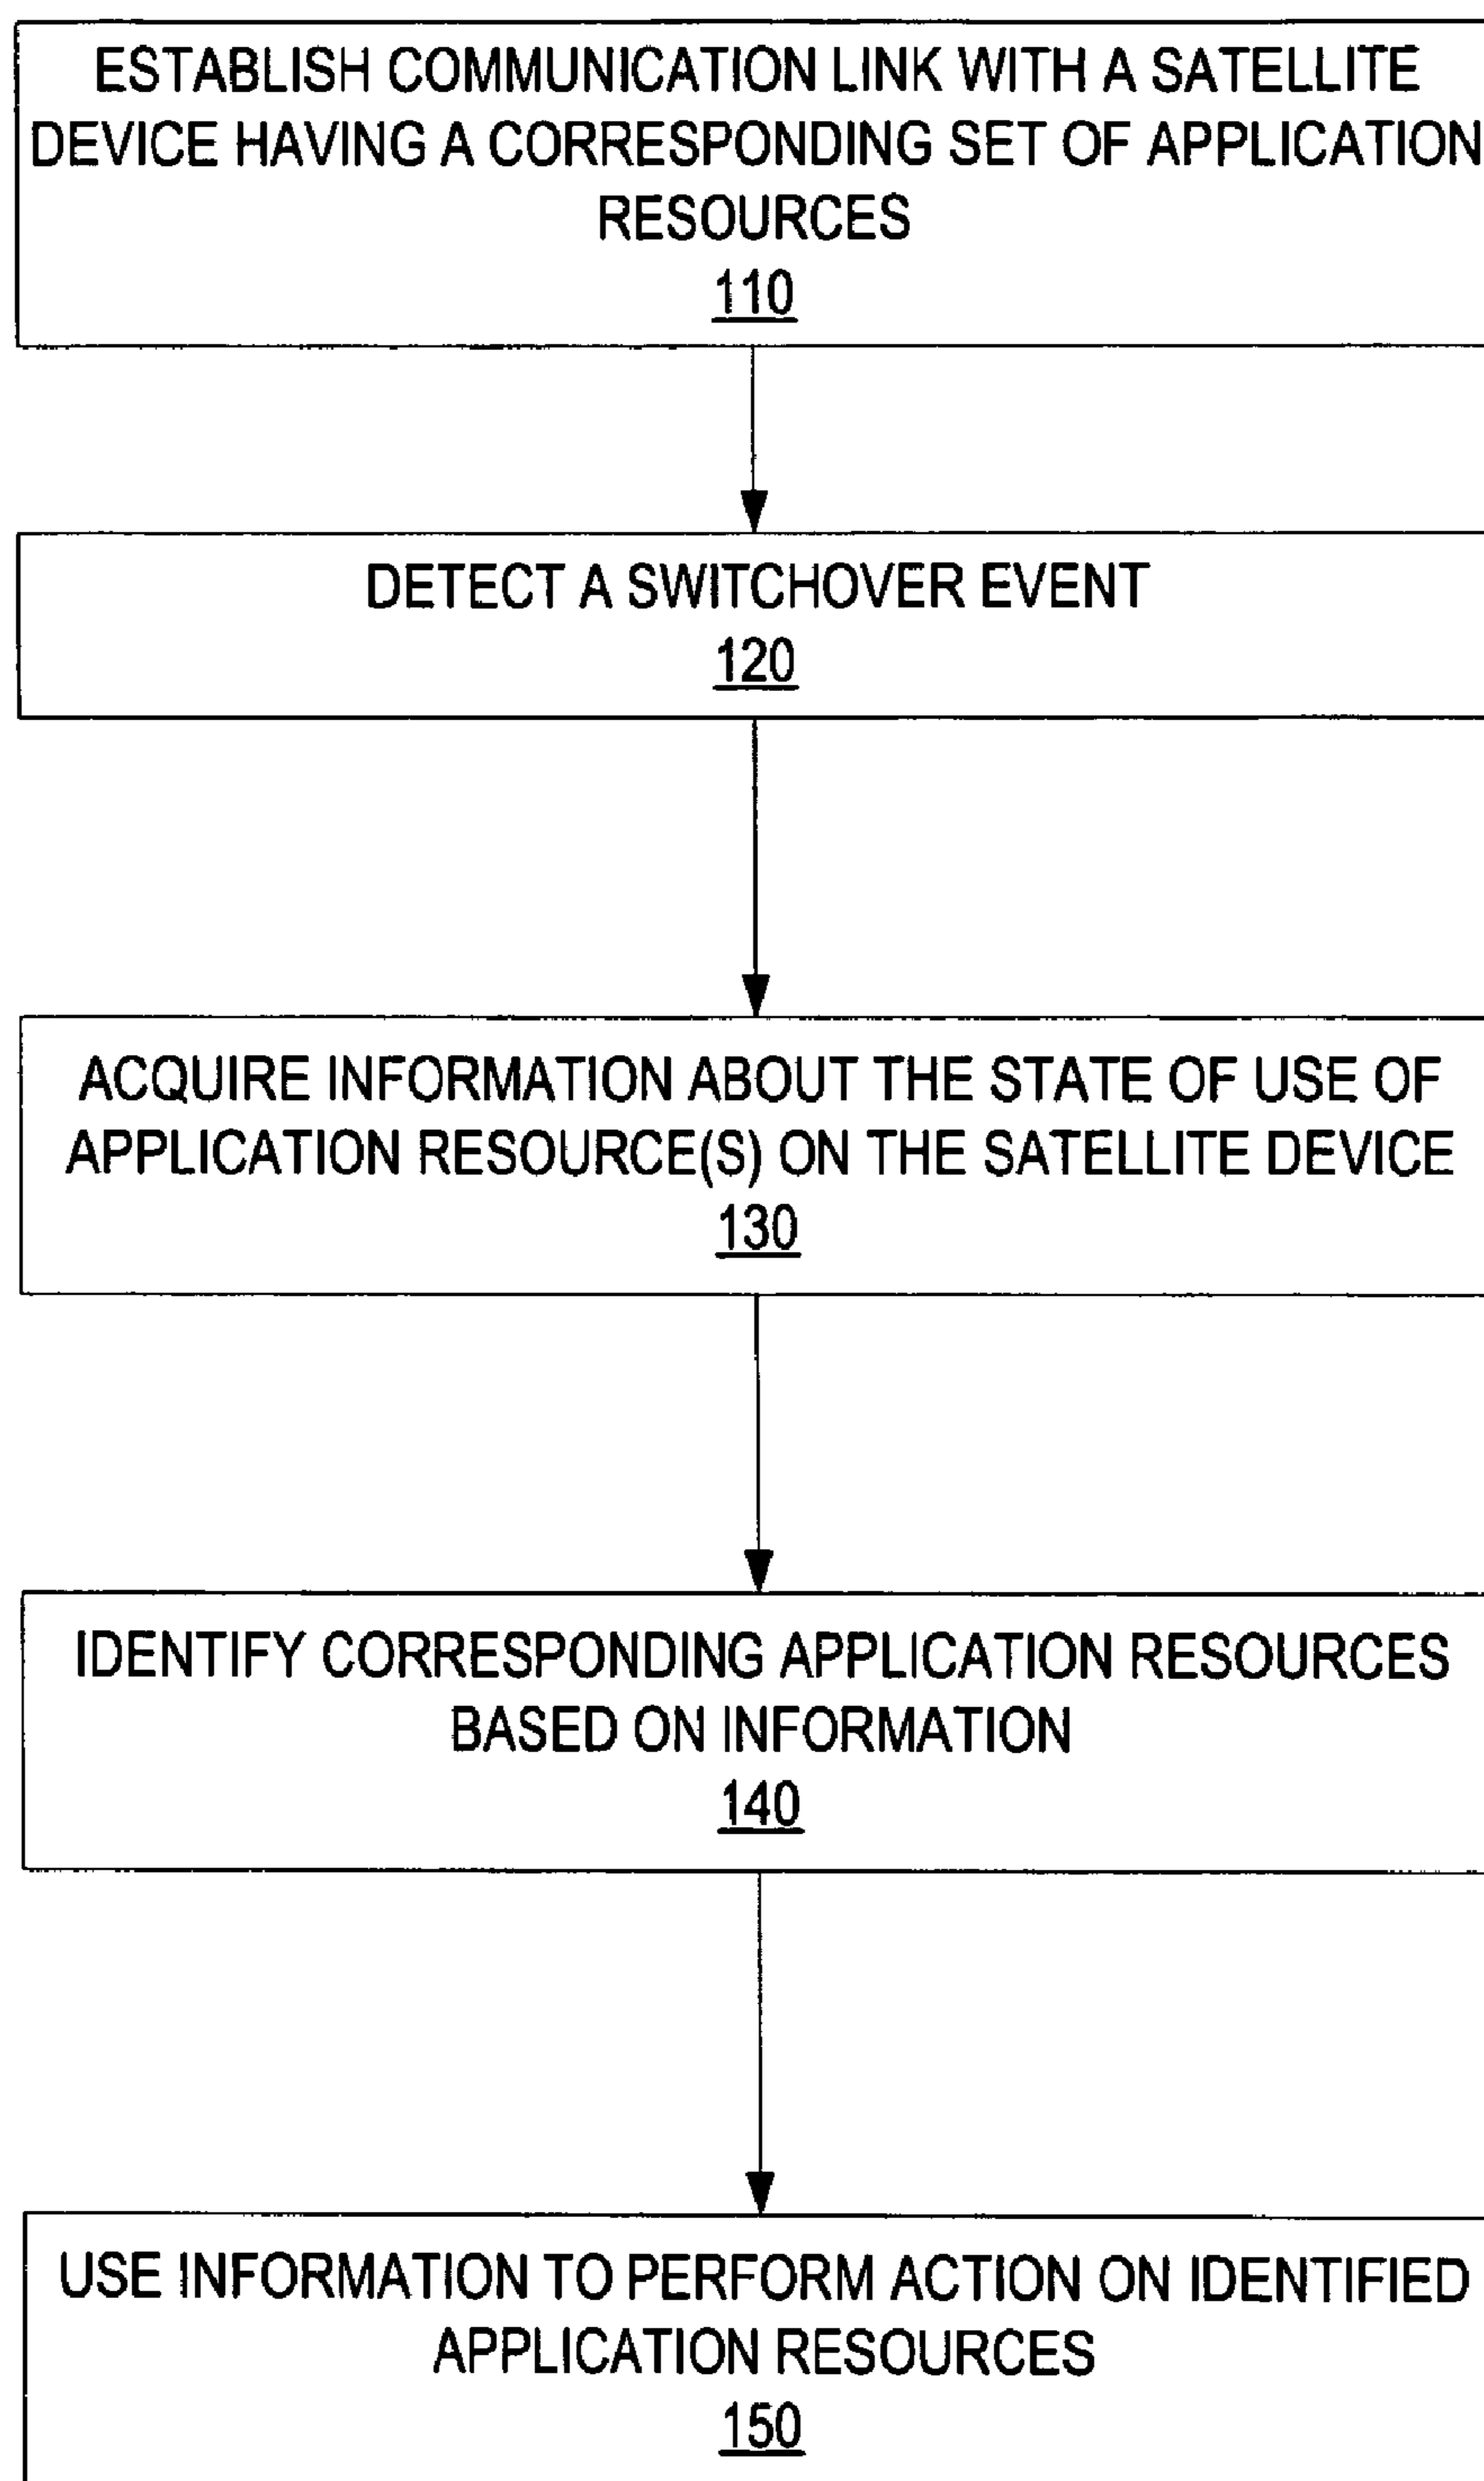 ESTABLISH COMMUNICATION LINK WITH A SATELLITE
DEVICE HAVING A CORRESPONDING SET OF APPLICATION
RESOURCES
110
DETECT A SWITCHOVER EVENT
120
ACQUIRE INFORMATION ABOUT THE STATE OF USE OF
APPLICATION RESOURCE(S) ON THE SATELLITE DEVICE
130
IDENTIFY CORRESPONDING APPLICATION RESOURCES
BASED ON INFORMATION
140
USE INFORMATION TO PERFORM ACTION ON IDENTIFIED
APPLICATION RESOURCES
150